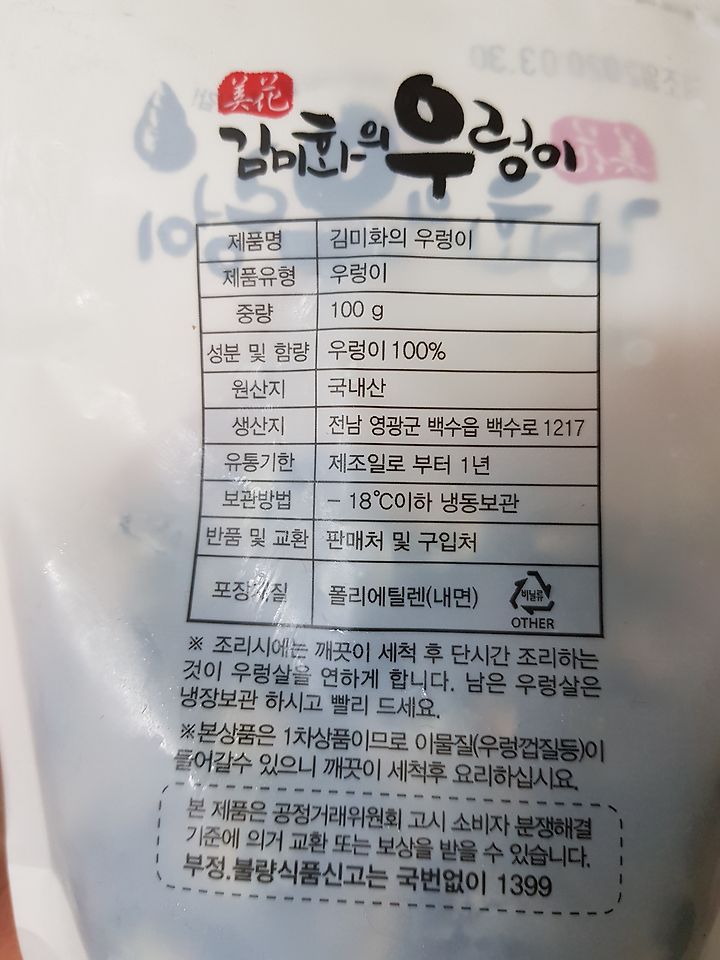 美花
김미화의 우렁이
제품명 김미화의 우렁이
제품유형 우렁이
중량 100 g
성분 및 함량 우렁이 100%
원산지 국내산
생산지 전남 영광군 백수읍 백수로 1217
유통기한 제조일로 부터 1년
보관방법 - 18℃이하 냉동보관
반품 및 교환 판매처 및 구입처
포장재질 폴리에틸렌(내면) 비닐류
OTHER
※ 조리시에는 깨끗이 세척 후 단시간 조리하는
것이 우렁살을 연하게 합니다. 남은 우렁살은
냉장보관 하시고 빨리 드세요.
※본상품은 1차상품이므로 이물질(우렁껍질등)이
들어갈수 있으니 깨끗이 세척후 요리하십시요.
본 제품은 공정거래위원회 고시 소비자 분쟁해결
기준에 의거 교환 또는 보상을 받을 수 있습니다.
부정.불량식품신고는 국번없이 1399